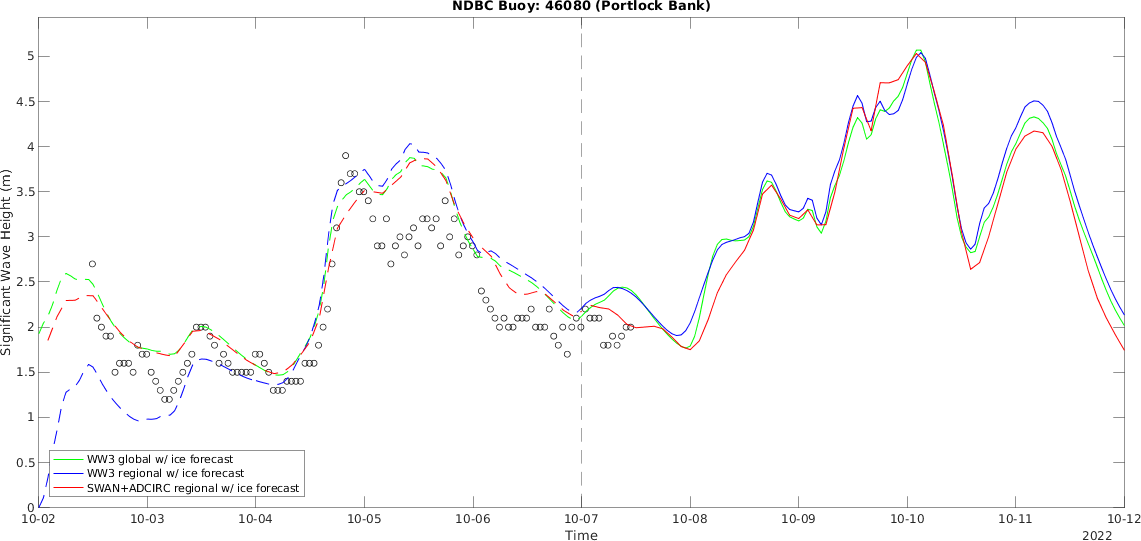 NDBC Buoy: 46080 (Portlock Bank)
Significant Wave Height (m)
5
4.5
4
3.5
3
2.5
2
1.5
1
0.5
0
WW3 global w/ ice forecast
WW3 regional w/ ice forecast
SWAN+ADCIRC regional w/ ice forecast
10-02 10-03 10-04 10-05 10-06 10-07 10-08 10-09 10-10 10-11 10-12
Time
2022